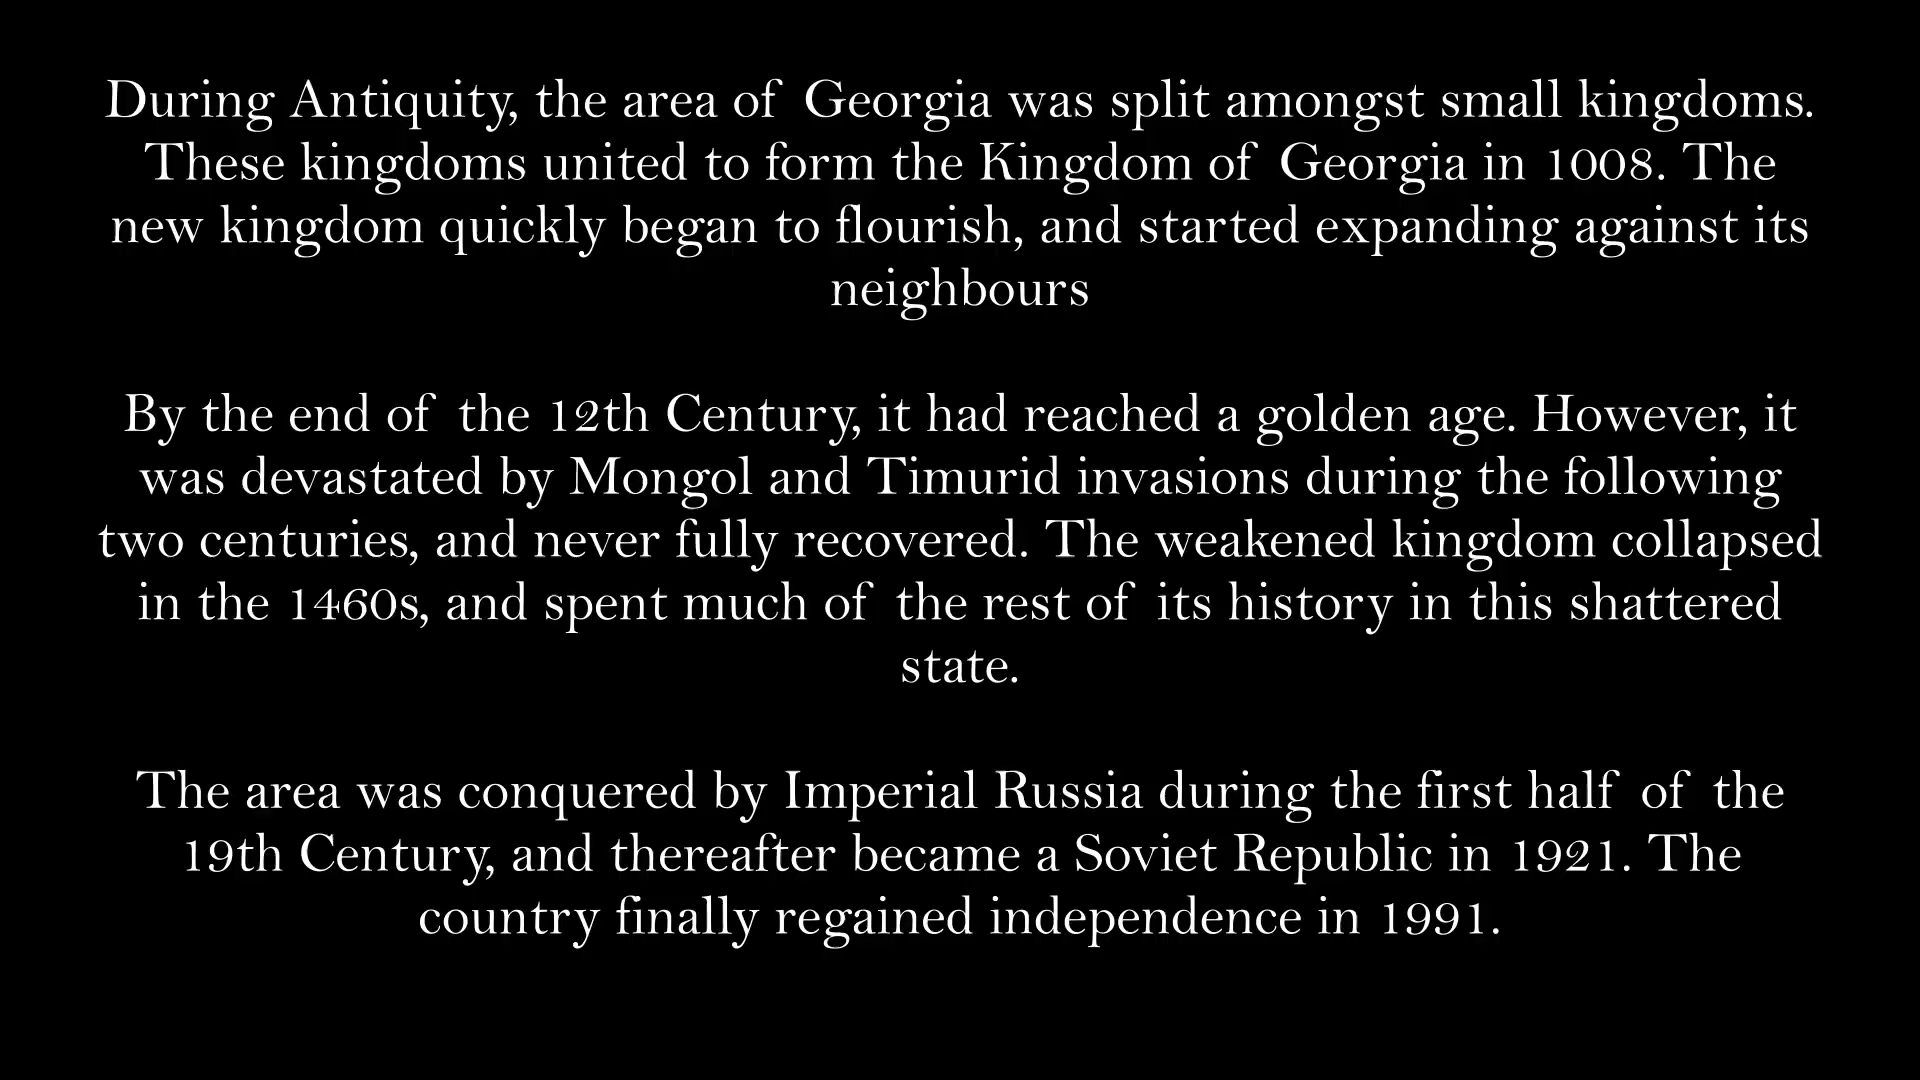 During Antiquity, the area of Georgia was split amongst small kingdoms.
These kingdoms united to form the Kingdom of Georgia in 1008. The
new kingdom quickly began to flourish, and started expanding against its
neighbours
By the end of the 12th Century, it had reached a golden age. However, it
was devastated by Mongol and Timurid invasions during the following
two centuries, and never fully recovered. The weakened kingdom collapsed
in the 1460s, and spent much of the rest of its history in this shattered
state.
The area was conquered by Imperial Russia during the first half of the
19th Century, and thereafter became a Soviet Republic in 1921. The
country finally regained independence in 1991.